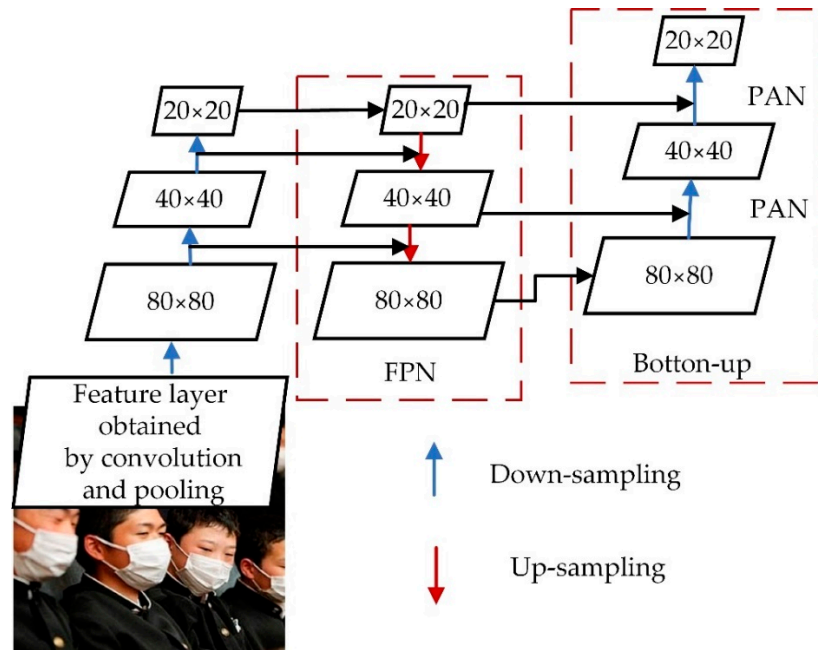 20×20
40×40
80×80
Feature layer
obtained
by convolution
and pooling
20×20
40×40
80×80
FPN
20×20
PAN
40×40
PAN
80×80
Botton-up
Down-sampling
Up-sampling